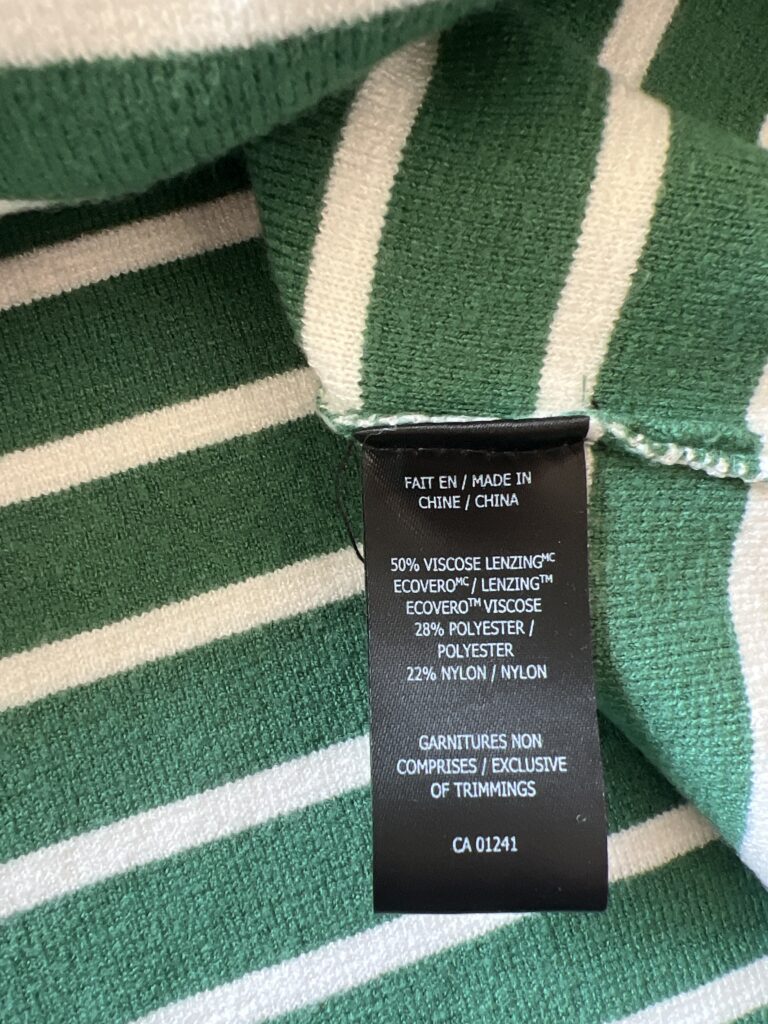 FAIT EN / MADE IN
CHINE / CHINA
50% VISCOSE LENZINGᴹᶜ
ECOVEROᴹᶜ / LENZING™
ECOVERO™ VISCOSE
28% POLYESTER /
POLYESTER
22% NYLON / NYLON
GARNITURES NON
COMPRISES / EXCLUSIVE
OF TRIMMINGS
CA 01241